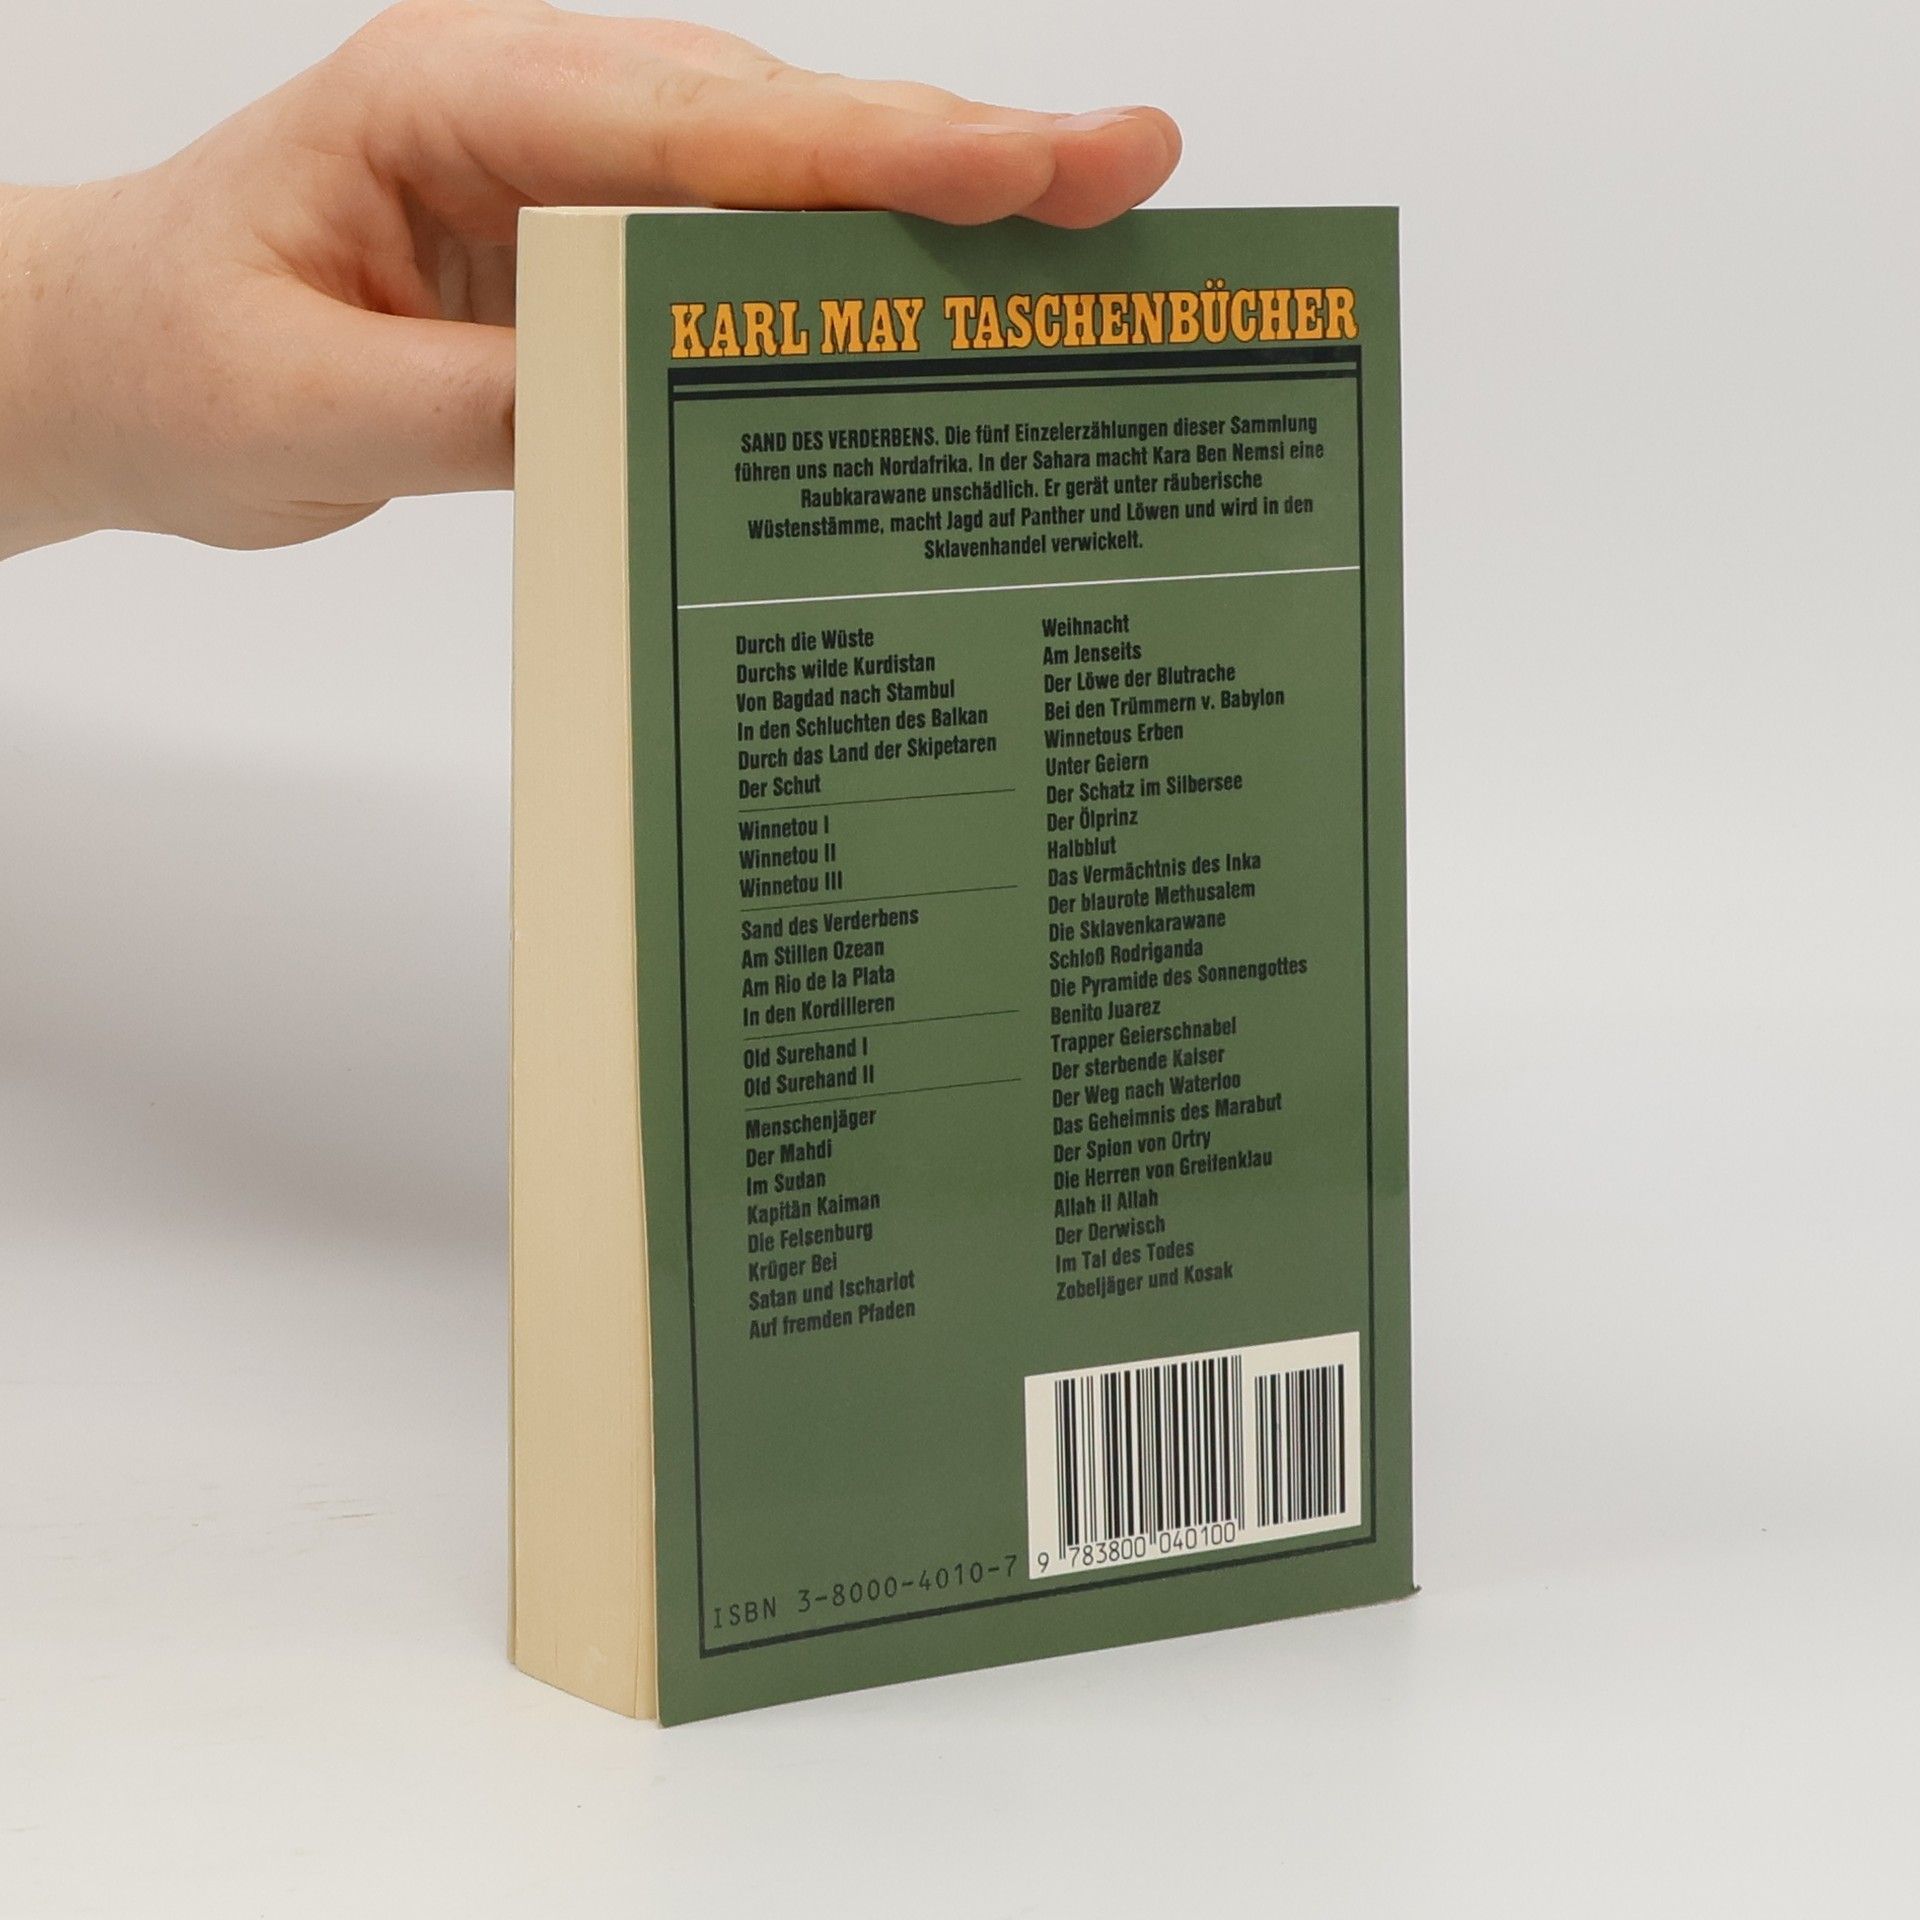 KARL MAY TASCHENBÜCHER
SAND DES VERDERBENS. Die fünf Einzelerzählungen dieser Sammlung
führen uns nach Nordafrika. In der Sahara macht Kara Ben Nemsi eine
Raubkarawane unschädlich. Er gerät unter räuberische
Wüstenstämme, macht Jagd auf Panther und Löwen und wird in den
Sklavenhandel verwickelt.
Durch die Wüste
Durchs wilde Kurdistan
Von Bagdad nach Stambul
In den Schluchten des Balkan
Durch das Land der Skipetaren
Der Schut
Winnetou I
Winnetou II
Winnetou III
Sand des Verderbens
Am Stillen Ozean
Am Rio de la Plata
In den Kordilleren
Old Surehand I
Old Surehand II
Menschenjäger
Der Mahdi
Im Sudan
Kapitän Kaiman
Die Felsenburg
Krüger Bei
Satan und Ischariot
Auf fremden Pfaden
Weihnacht
Am Jenseits
Der Löwe der Blutrache
Bei den Trümmern v. Babylon
Winnetous Erben
Unter Geiern
Der Schatz im Silbersee
Der Ölprinz
Halbblut
Das Vermächtnis des Inka
Der blaurote Methusalem
Die Sklavenkarawane
Schloß Rodriganda
Die Pyramide des Sonnengottes
Benito Juarez
Trapper Geierschnabel
Der sterbende Kaiser
Der Weg nach Waterloo
Das Geheimnis des Marabut
Der Spion von Ortry
Die Herren von Greifenklau
Allah il Allah
Der Derwisch
Im Tal des Todes
Zobeljäger und Kosak
ISBN 3-8000-4010-7
9 783800 040100